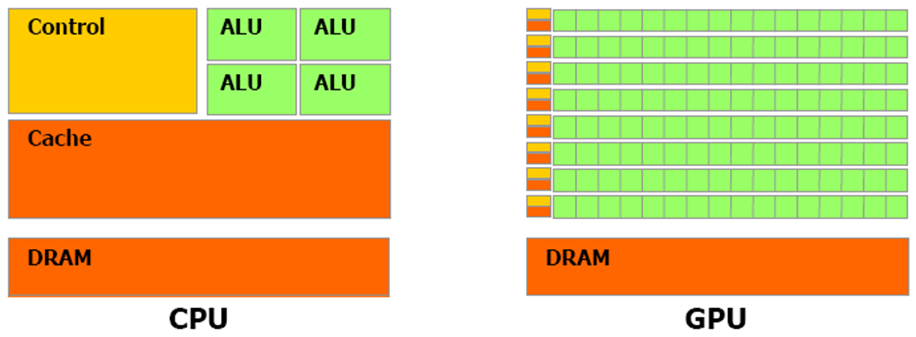 Control
ALU
ALU
ALU
ALU
Cache
DRAM
CPU
DRAM
GPU